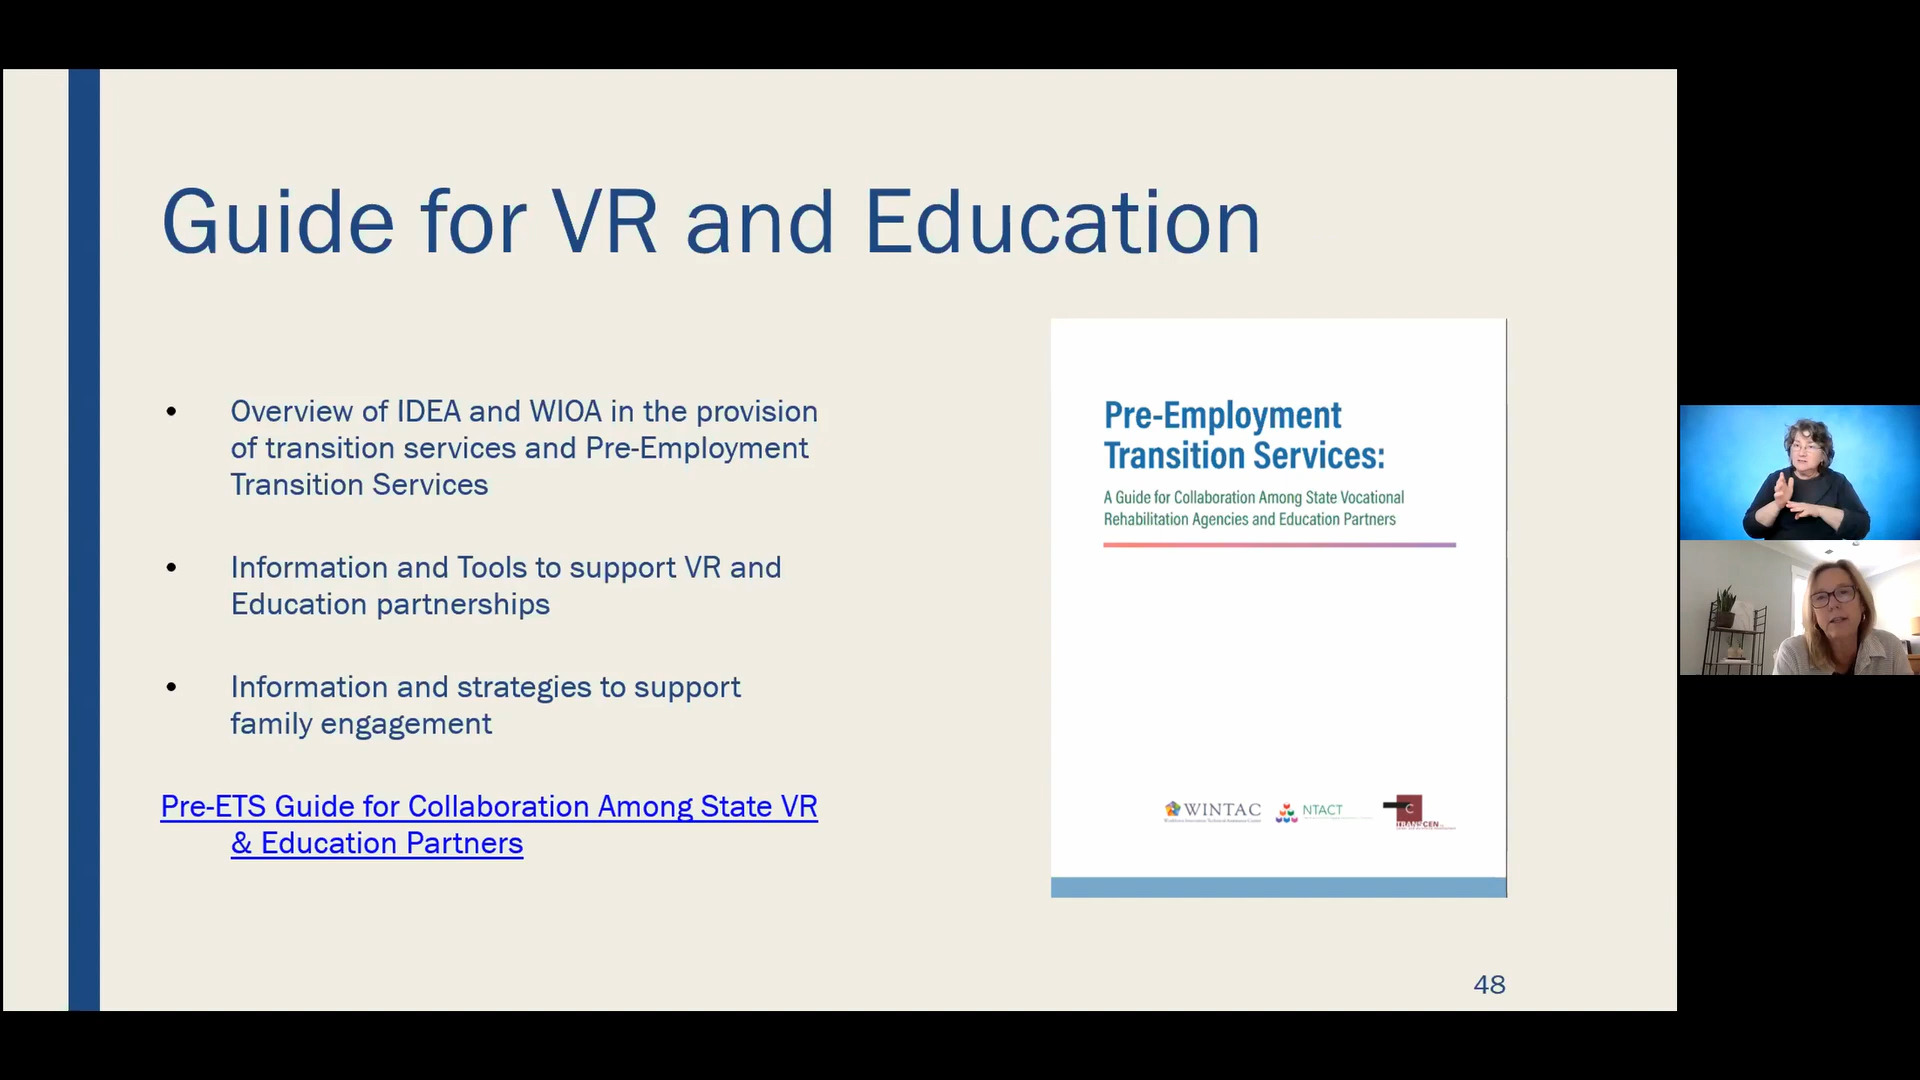 Guide for VR and Education
• Overview of IDEA and WIOA in the provision
of transition services and Pre-Employment
Transition Services
• Information and Tools to support VR and
Education partnerships
• Information and strategies to support
family engagement
Pre-ETS Guide for Collaboration Among State VR
& Education Partners
Pre-Employment
Transition Services:
A Guide for Collaboration Among State Vocational
Rehabilitation Agencies and Education Partners
WINTAC
NTACT
C
TRANSCEN
48